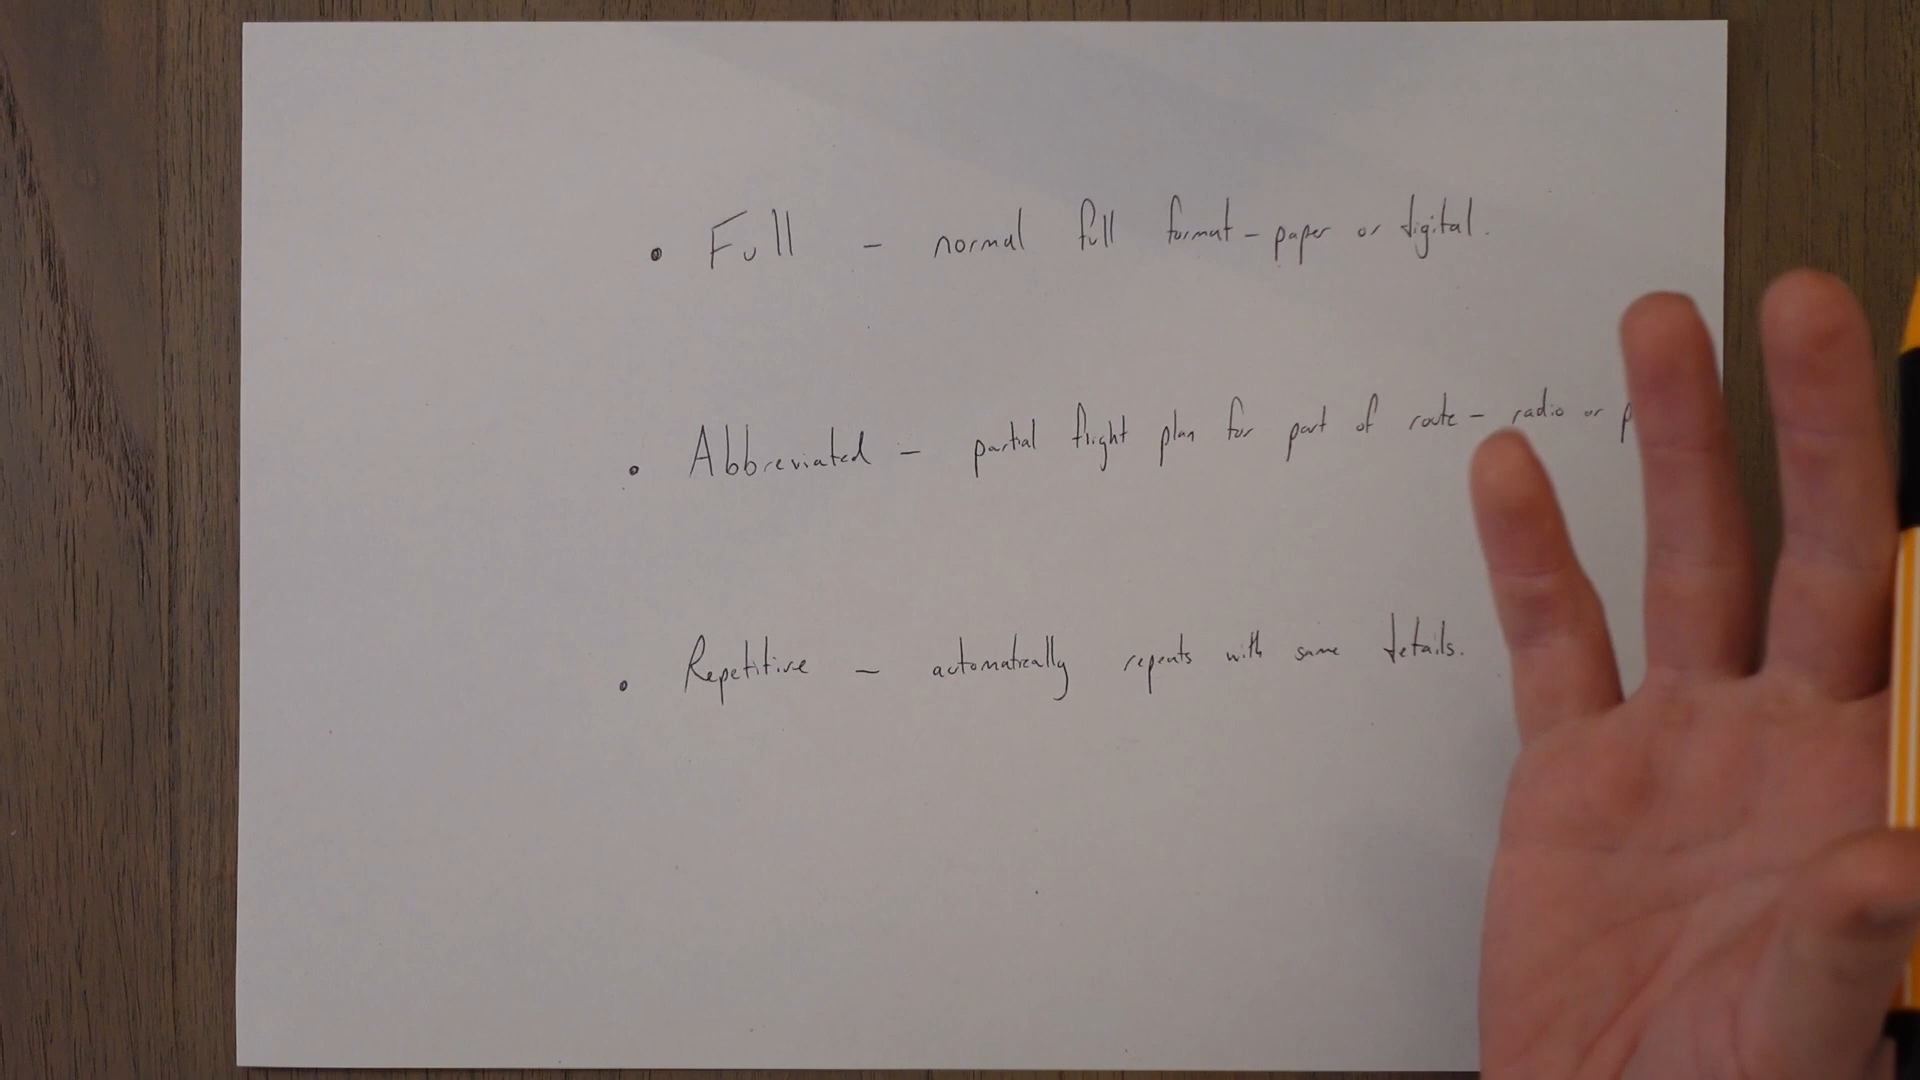 • Full - normal full format - paper or digital.
• Abbreviated - partial flight plan for part of route - radio or
• Repetitive - automatically repeats with same details.